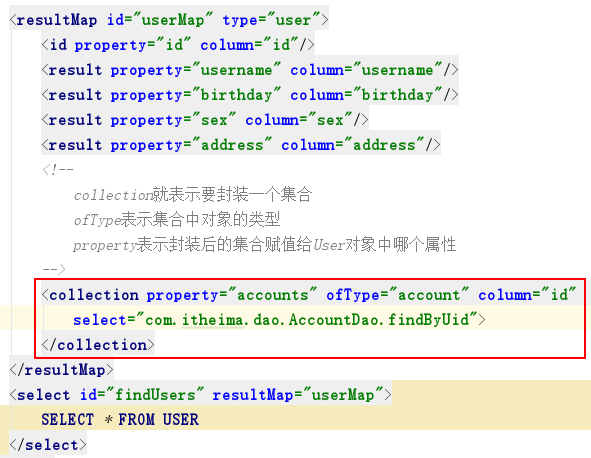 <resultMap id="userMap" type="user">
<id property="id" column="id"/>
<result property="username" column="username"/>
<result property="birthday" column="birthday"/>
<result property="sex" column="sex"/>
<result property="address" column="address"/>
<!--
collection就表示要封装一个集合
ofType表示集合中对象的类型
property表示封装后的集合赋值给User对象中哪个属性
-->
<collection property="accounts" ofType="account" column="id"
select="com.itheima.dao.AccountDao.findByUid">
</collection>
</resultMap>
<select id="findUsers" resultMap="userMap">
SELECT * FROM USER
</select>